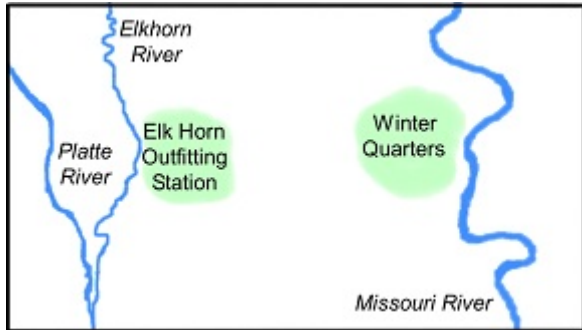 Elkhorn
River
Platte
River
Elk Horn
Outfitting
Station
Winter
Quarters
Missouri River